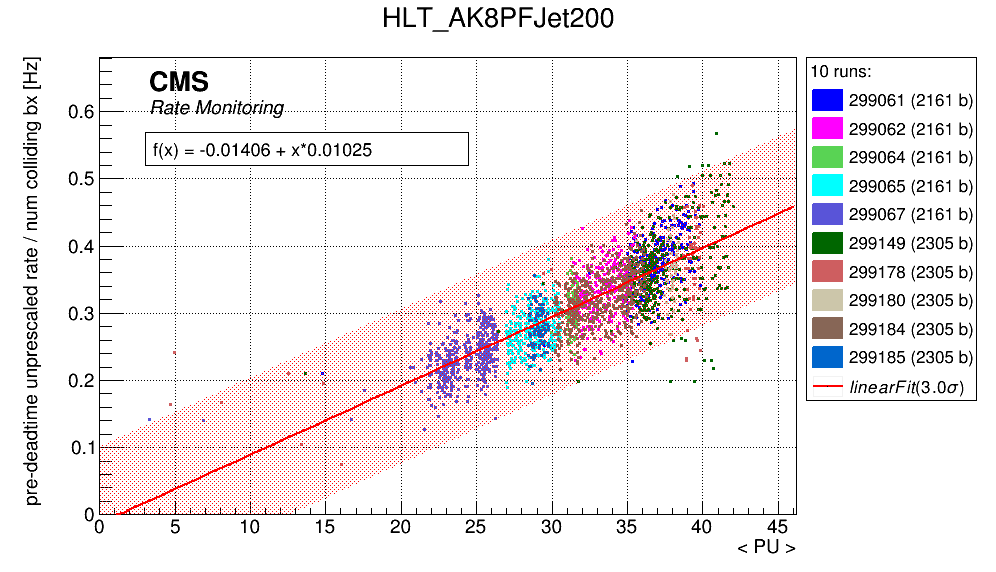 HLT_AK8PFJet200
pre-deadtime unprescaled rate / num colliding bx [Hz]
CMS
Rate Monitoring
f(x) = -0.01406 + x*0.01025
0.6
0.5
0.4
0.3
0.2
0.1
0
0 5 10 15 20 25 30 35 40 45
< PU >
10 runs:
299061 (2161 b)
299062 (2161 b)
299064 (2161 b)
299065 (2161 b)
299067 (2161 b)
299149 (2305 b)
299178 (2305 b)
299180 (2305 b)
299184 (2305 b)
299185 (2305 b)
linearFit(3.0σ)